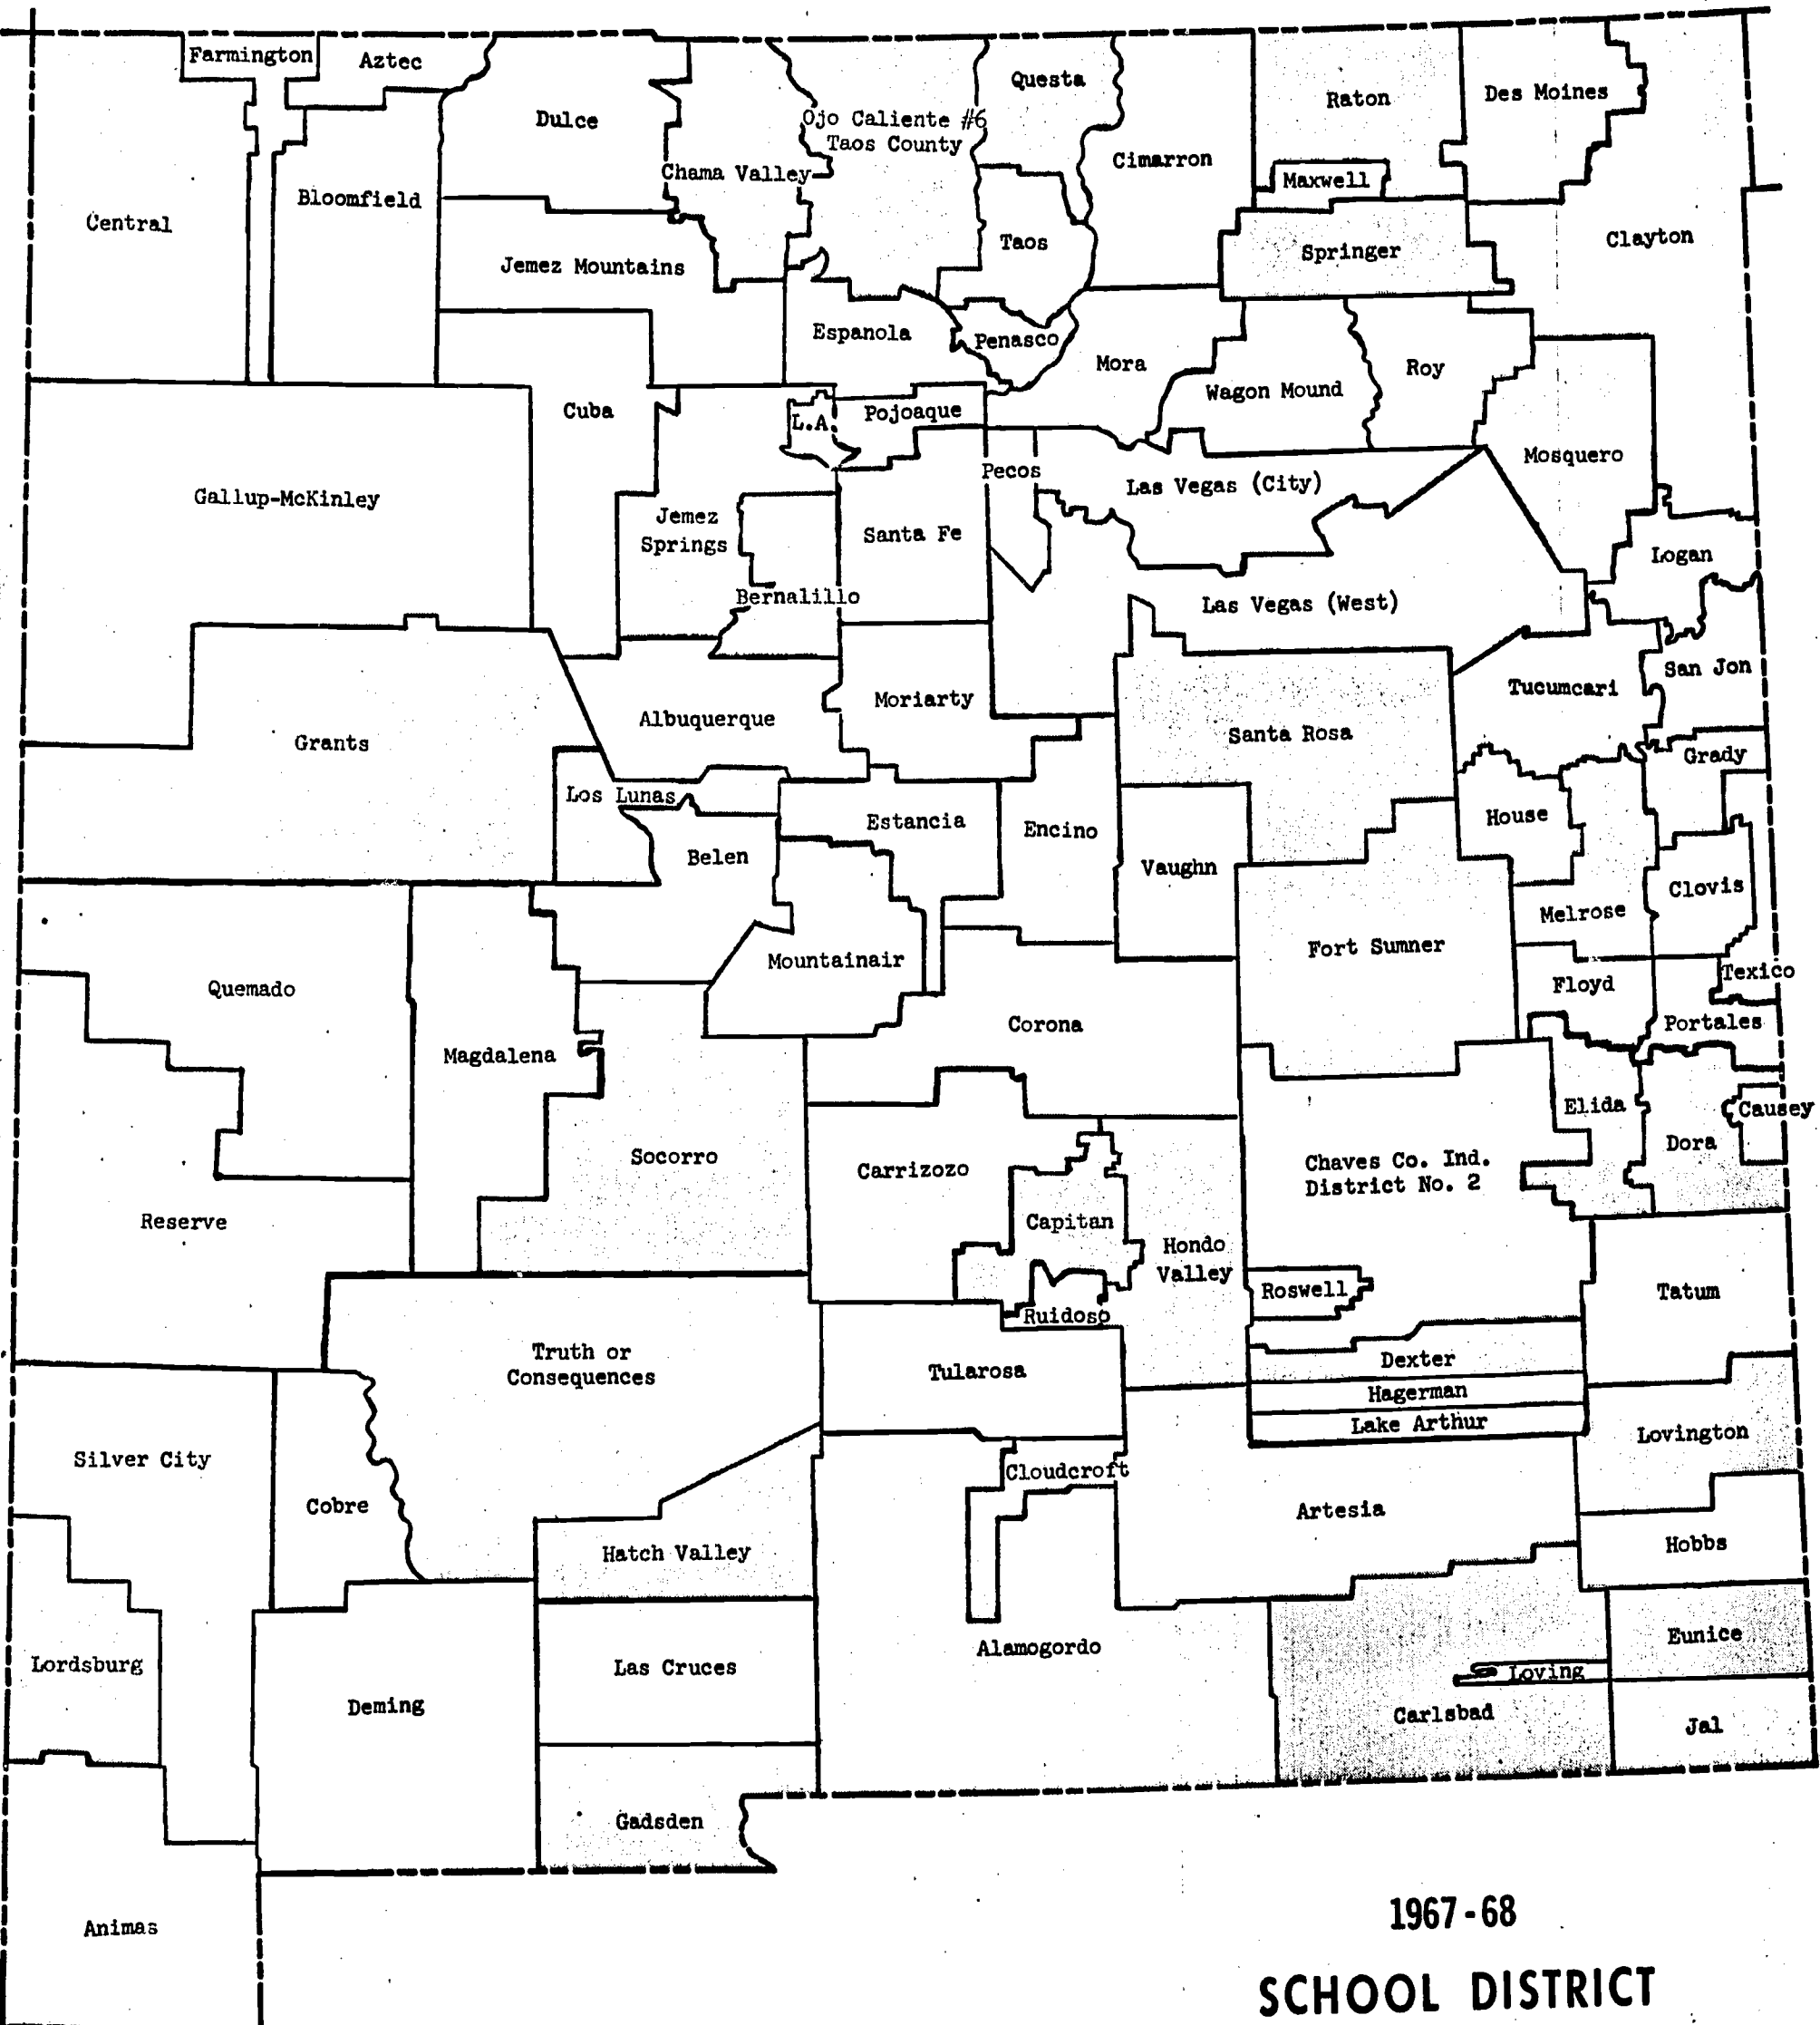 Farmington
Aztec
Dulce
Questa
Raton
Des Moines
Ojo Caliente #6
Taos County
Cimarron
Chama Valley
Maxwell
Central
Bloomfield
Taos
Springer
Clayton
Jemez Mountains
Espanola
Penasco
Mora
Wagon Mound
Roy
Cuba
L.A.
Pojoaque
Mosquero
Pecos
Las Vegas (City)
Gallup-McKinley
Jemez
Springs
Santa Fe
Logan
Bernalillo
Las Vegas (West)
San Jon
Tucumcari
Moriarty
Albuquerque
Santa Rosa
Grants
Grady
Los Lunas
Estancia
Encino
House
Belen
Vaughn
Clovis
Melrose
Fort Sumner
Mountainair
Texico
Floyd
Quemado
Corona
Portales
Magdalena
Elida
Causey
Dora
Socorro
Carrizozo
Chaves Co. Ind.
District No. 2
Reserve
Capitan
Hondo
Valley
Roswell
Tatum
Ruidoso
Truth or
Consequences
Tularosa
Dexter
Hagerman
Lake Arthur
Lovington
Silver City
Cloudcroft
Cobre
Artesia
Hatch Valley
Hobbs
Eunice
Alamogordo
Lordsburg
Las Cruces
Loving
Deming
Carlsbad
Jal
Gadsden
Animas
1967-68
SCHOOL DISTRICT